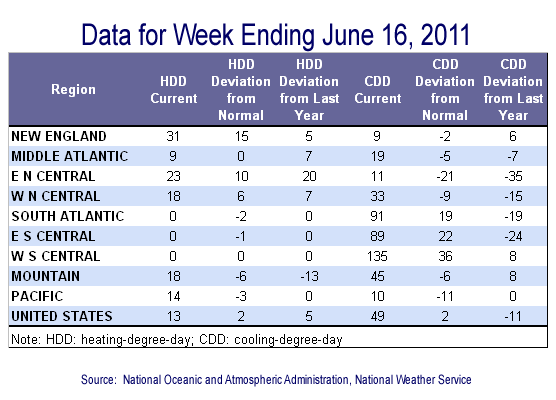 Data for Week Ending June 16, 2011
Region HDD Current HDD Deviation from Normal HDD Deviation from Last Year CDD Current CDD Deviation from Normal CDD Deviation from Last Year
NEW ENGLAND 31 15 5 9 -2 6
MIDDLE ATLANTIC 9 0 7 19 -5 -7
E N CENTRAL 23 10 20 11 -21 -35
W N CENTRAL 18 6 7 33 -9 -15
SOUTH ATLANTIC 0 -2 0 91 19 -19
E S CENTRAL 0 -1 0 89 22 -24
W S CENTRAL 0 0 0 135 36 8
MOUNTAIN 18 -6 -13 45 -6 8
PACIFIC 14 -3 0 10 -11 0
UNITED STATES 13 2 5 49 2 -11
Note: HDD: heating-degree-day; CDD: cooling-degree-day
Source: National Oceanic and Atmospheric Administration, National Weather Service